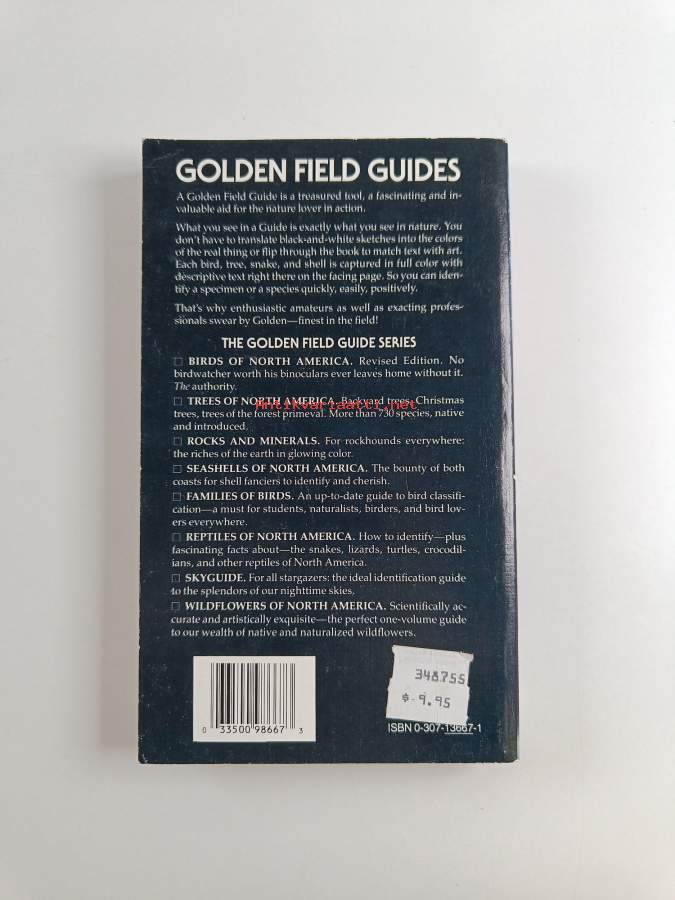 GOLDEN FIELD GUIDES
A Golden Field Guide is a treasured tool, a fascinating and in-
valuable aid for the nature lover in action.
What you see in a Guide is exactly what you see in nature. You
don't have to translate black-and-white sketches into the colors
of the real thing or flip through the book to match text with art.
Each bird, tree, snake, and shell is captured in full color with
descriptive text right there on the facing page. So you can iden-
tify a specimen or a species quickly, easily, positively.
That's why enthusiastic amateurs as well as exacting profes-
sionals swear by Golden—finest in the field!
THE GOLDEN FIELD GUIDE SERIES
□ BIRDS OF NORTH AMERICA. Revised Edition. No
birdwatcher worth his binoculars ever leaves home without it.
The authority.
□ TREES OF NORTH AMERICA. Backyard trees, Christmas
Antikvariaatti.net
trees, trees of the forest primeval. More than 730 species, native
and introduced.
□ ROCKS AND MINERALS. For rockhounds everywhere:
the riches of the earth in glowing color.
□ SEASHELLS OF NORTH AMERICA. The bounty of both
coasts for shell fanciers to identify and cherish.
□ FAMILIES OF BIRDS. An up-to-date guide to bird classifi-
cation—a must for students, naturalists, birders, and bird lov-
ers everywhere.
□ REPTILES OF NORTH AMERICA. How to identify—plus
fascinating facts about—the snakes, lizards, turtles, crocodil-
ians, and other reptiles of North America.
□ SKYGUIDE. For all stargazers: the ideal identification guide
to the splendors of our nighttime skies.
□ WILDFLOWERS OF NORTH AMERICA. Scientifically ac-
curate and artistically exquisite—the perfect one-volume guide
to our wealth of native and naturalized wildflowers.
348755
$-9.95
0 33500 98667 3
ISBN 0-307-13667-1